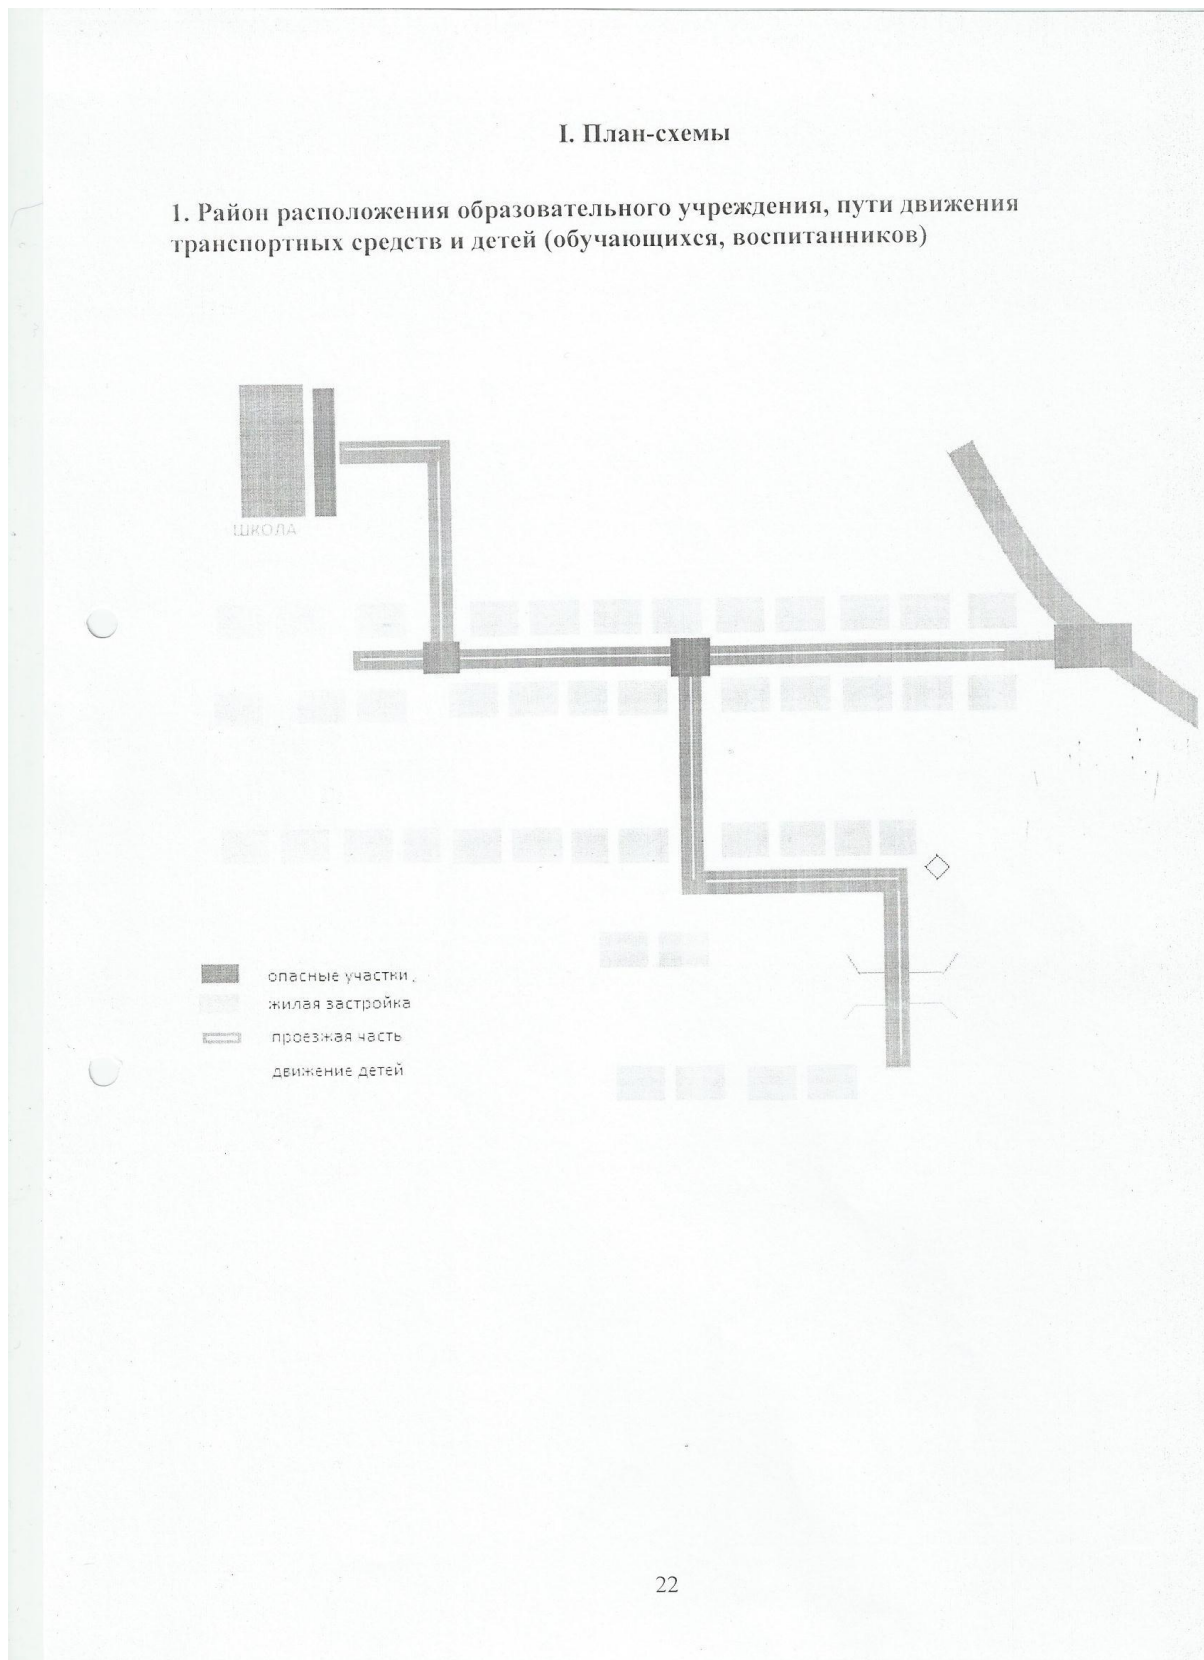 I. План-схемы
1. Район расположения образовательного учреждения, пути движения
транспортных средств и детей (обучающихся, воспитанников)
ШКОЛА
опасные участки
жилая застройка
проезжая часть
движение детей
22